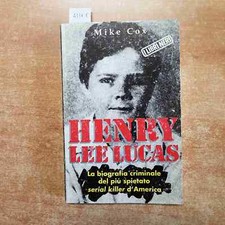 Mike Cox
HENRY
LEE LUCAS
La biografia criminale
del più spietato
serial killer d'America